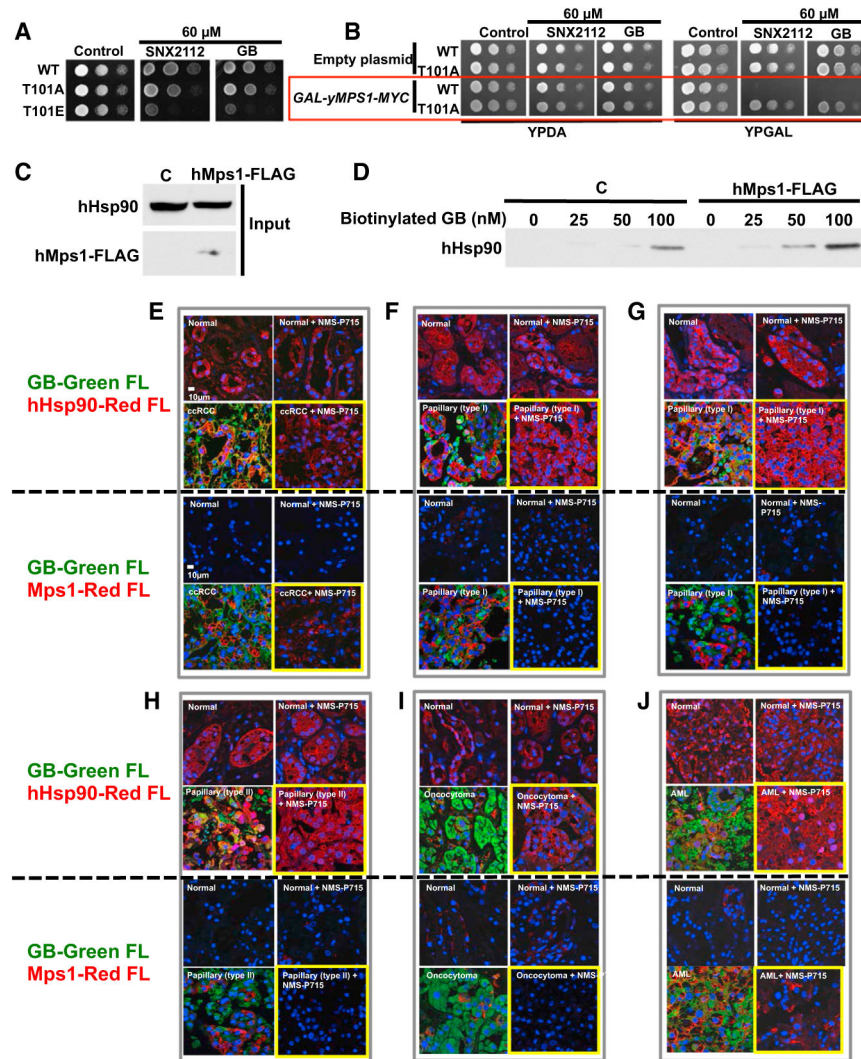 A
60 µM
Control
SNX2112
GB
WT
T101A
T101E
B
60 µM
60 µM
Control
SNX2112
GB
Control
SNX2112
GB
Empty plasmid
WT
T101A
GAL-yMPS1-MYC
WT
T101A
YPDA
YPGAL
C
C
hMps1-FLAG
hHsp90
hMps1-FLAG
Input
D
C
hMps1-FLAG
Biotinylated GB (nM)
0
25
50
100
0
25
50
100
hHsp90
E
F
G
GB-Green FL
hHsp90-Red FL
Normal
Normal + NMS-P715
10µm
ccRCC
ccRCC + NMS-P715
Normal
Normal + NMS-P715
Papillary (type I)
Papillary (type I)
+ NMS-P715
Normal
Normal + NMS-P715
Papillary (type I)
Papillary (type I)
+ NMS-P715
GB-Green FL
Mps1-Red FL
Normal
Normal + NMS-P715
10µm
ccRCC
ccRCC+ NMS-P715
Normal
Normal + NMS-P715
Papillary (type I)
Papillary (type I)
+ NMS-P715
Normal
Normal + NMS-
P715
Papillary (type I)
Papillary (type I) +
NMS-P715
H
I
J
GB-Green FL
hHsp90-Red FL
Normal
Normal + NMS-P715
Papillary (type II)
Papillary (type II)
+ NMS-P715
Normal
Normal + NMS-P715
Oncocytoma
Oncocytoma +
NMS-P715
Normal
Normal + NMS-P715
AML
AML + NMS-P715
GB-Green FL
Mps1-Red FL
Normal
Normal + NMS-P715
Papillary (type II)
Papillary (type II) +
NMS-P715
Normal
Normal + NMS-P715
Oncocytoma
Oncocytoma + NMS-
Normal
Normal + NMS-P715
AML
AML+ NMS-P715